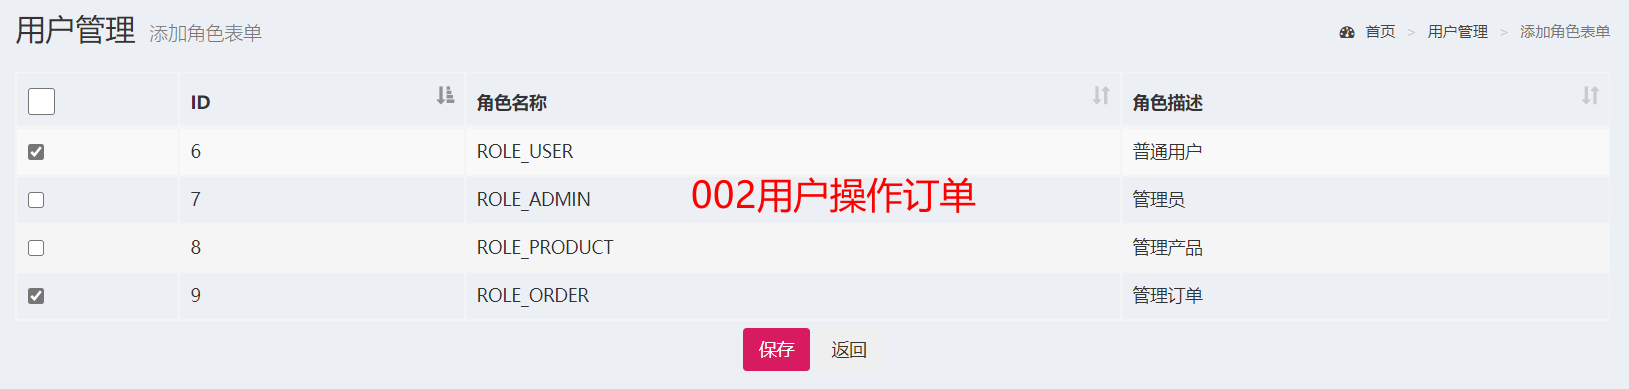 用户管理 添加角色表单
首页 > 用户管理 > 添加角色表单
ID 角色名称 角色描述
6 ROLE_USER 普通用户
7 ROLE_ADMIN 管理员
002用户操作订单
8 ROLE_PRODUCT 管理产品
9 ROLE_ORDER 管理订单
保存 返回